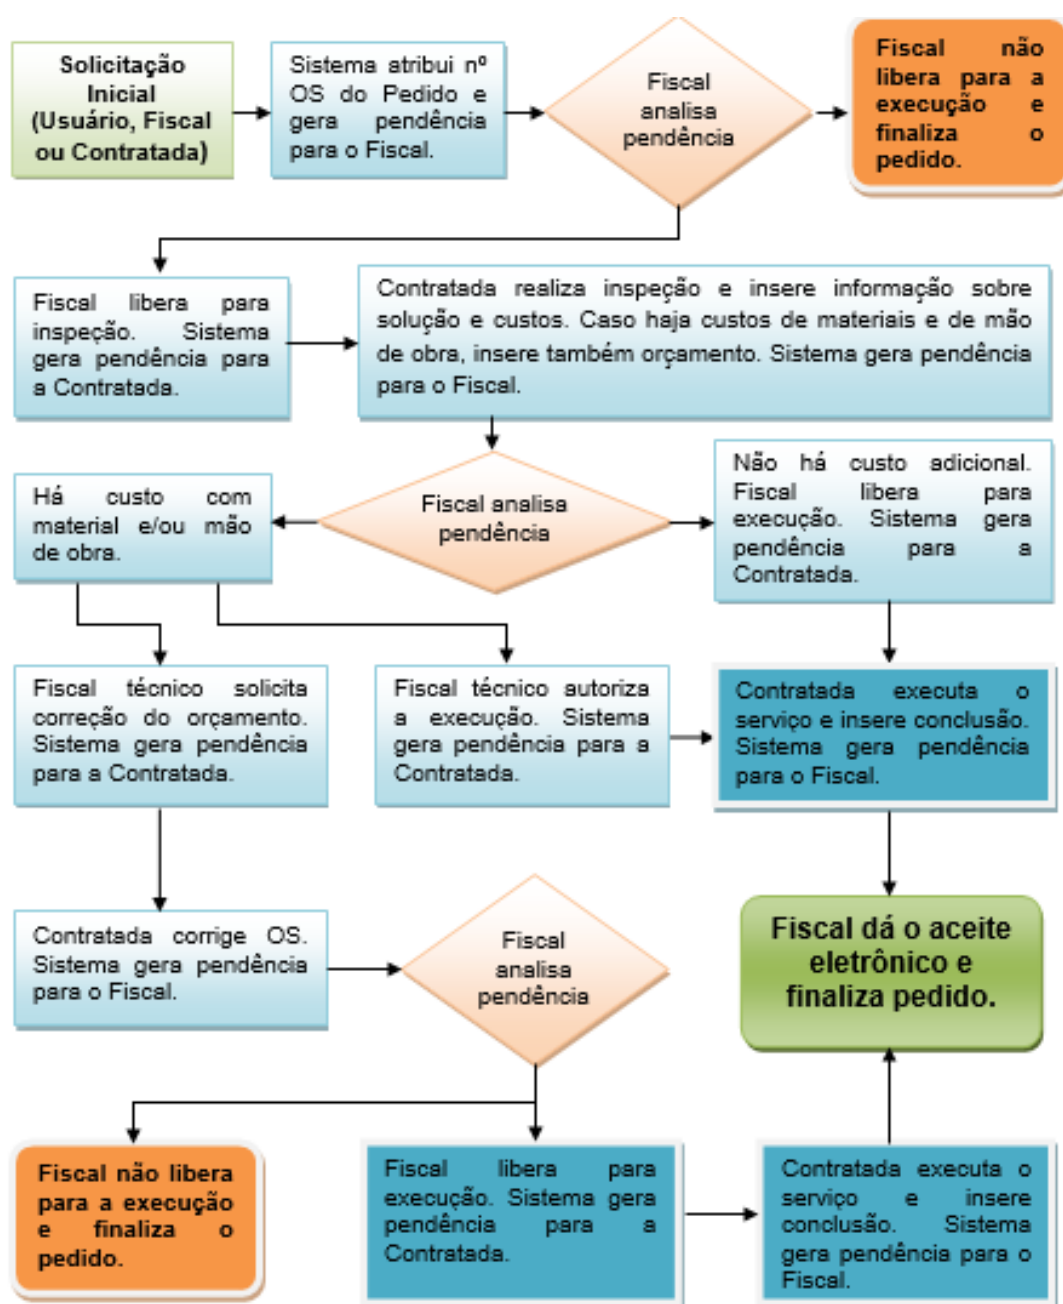 Solicitação
Inicial
(Usuário, Fiscal
ou Contratada)
Sistema atribui nº
OS do Pedido e
gera pendência
para o Fiscal.
Fiscal
analisa
pendência
Fiscal não
libera para a
execução e
finaliza o
pedido.
Fiscal libera para
inspeção. Sistema
gera pendência para
a Contratada.
Contratada realiza inspeção e insere informação sobre
solução e custos. Caso haja custos de materiais e de mão
de obra, insere também orçamento. Sistema gera pendência
para o Fiscal.
Há custo com
material e/ou mão
de obra.
Fiscal analisa
pendência
Não há custo adicional.
Fiscal libera para
execução. Sistema gera
pendência para a
Contratada.
Fiscal técnico solicita
correção do orçamento.
Sistema gera pendência
para a Contratada.
Fiscal técnico autoriza
a execução. Sistema
gera pendência para a
Contratada.
Contratada executa o
serviço e insere conclusão.
Sistema gera pendência
para o Fiscal.
Contratada corrige OS.
Sistema gera pendência
para o Fiscal.
Fiscal
analisa
pendência
Fiscal dá o aceite
eletrônico e
finaliza pedido.
Fiscal não libera
para a execução
e finaliza o
pedido.
Fiscal libera para
execução. Sistema gera
pendência para a
Contratada.
Contratada executa o
serviço e insere
conclusão. Sistema
gera pendência para o
Fiscal.